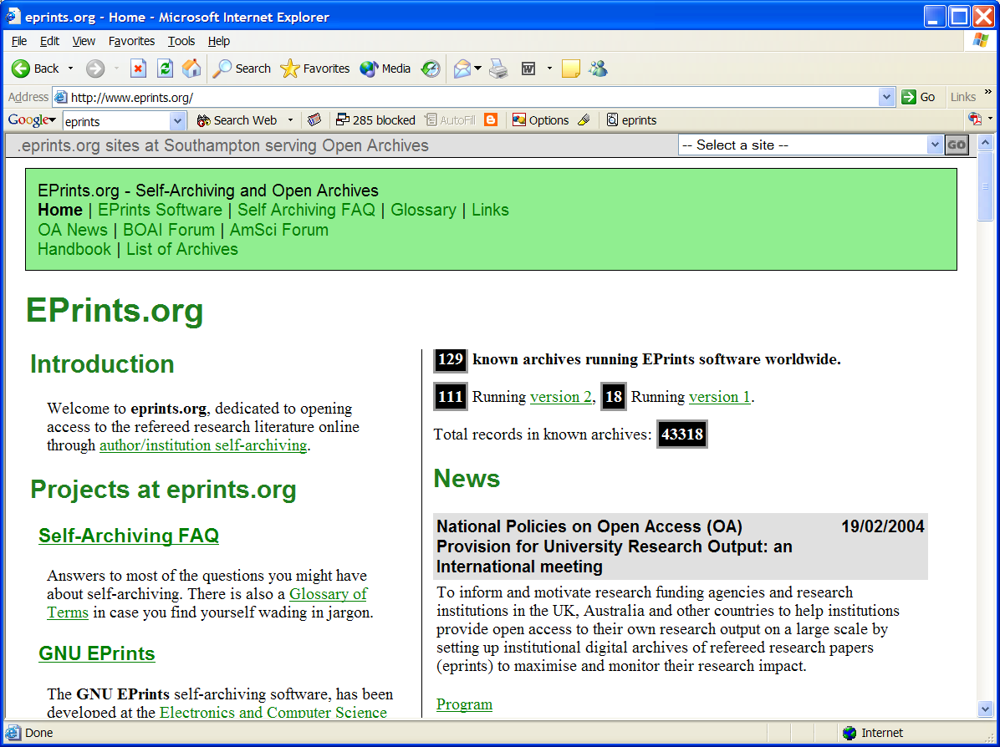 eprints.org - Home - Microsoft Internet Explorer
File Edit View Favorites Tools Help
Back Search Favorites Media
Address http://www.eprints.org/ Go Links »
Google eprints Search Web 285 blocked AutoFill Options eprints
.eprints.org sites at Southampton serving Open Archives -- Select a site -- GO
EPrints.org - Self-Archiving and Open Archives
Home | EPrints Software | Self Archiving FAQ | Glossary | Links
OA News | BOAI Forum | AmSci Forum
Handbook | List of Archives
EPrints.org
Introduction
Welcome to eprints.org, dedicated to opening
access to the refereed research literature online
through author/institution self-archiving.
Projects at eprints.org
Self-Archiving FAQ
Answers to most of the questions you might have
about self-archiving. There is also a Glossary of
Terms in case you find yourself wading in jargon.
GNU EPrints
The GNU EPrints self-archiving software, has been
developed at the Electronics and Computer Science
129 known archives running EPrints software worldwide.
111 Running version 2, 18 Running version 1.
Total records in known archives: 43318
News
National Policies on Open Access (OA) 19/02/2004
Provision for University Research Output: an
International meeting
To inform and motivate research funding agencies and research
institutions in the UK, Australia and other countries to help institutions
provide open access to their own research output on a large scale by
setting up institutional digital archives of refereed research papers
(eprints) to maximise and monitor their research impact.
Program
Done Internet